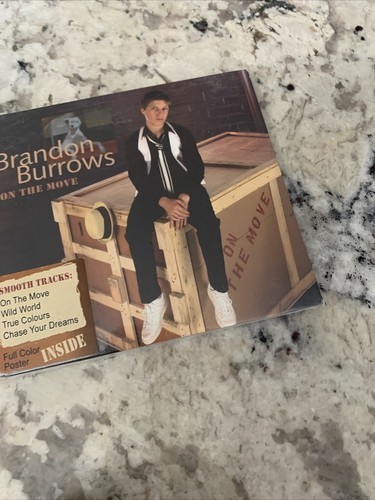 Brandon
Burrows
ON THE MOVE
ON
THE MOVE
SMOOTH TRACKS:
On The Move
Wild World
True Colours
Chase Your Dreams
Full Color
Poster INSIDE